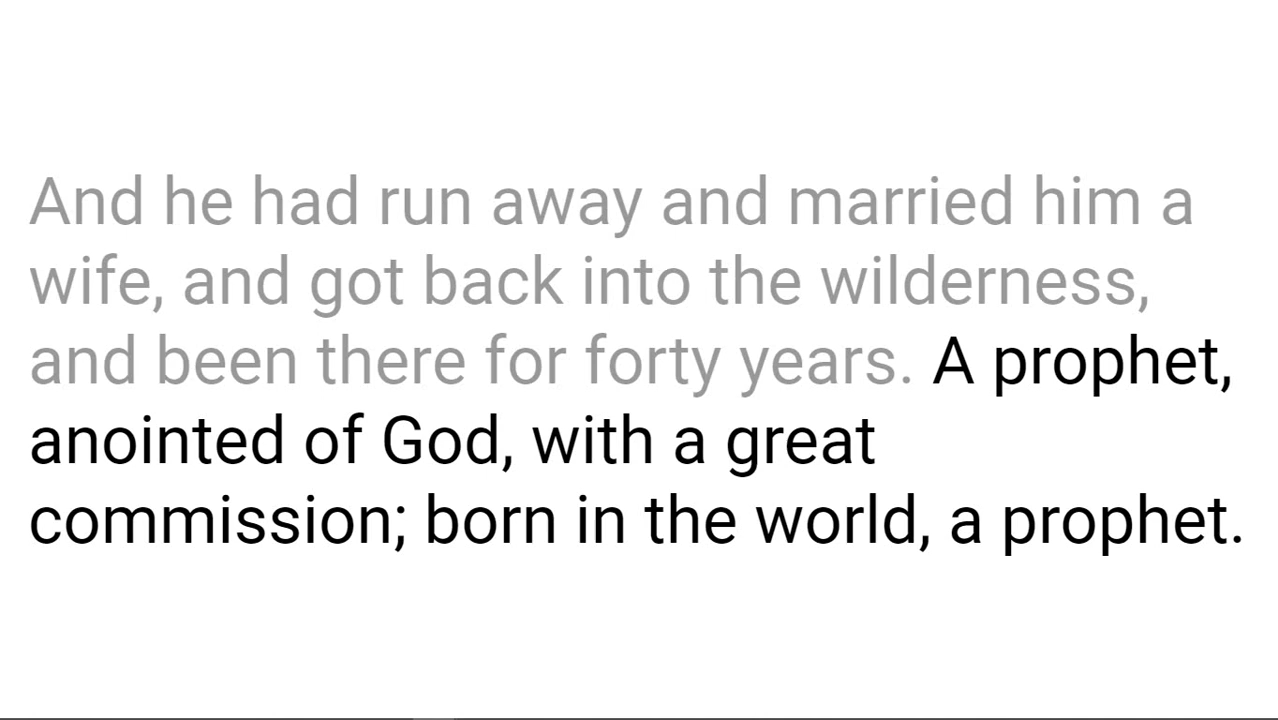 And he had run away and married him a
wife, and got back into the wilderness,
and been there for forty years. A prophet,
anointed of God, with a great
commission; born in the world, a prophet.